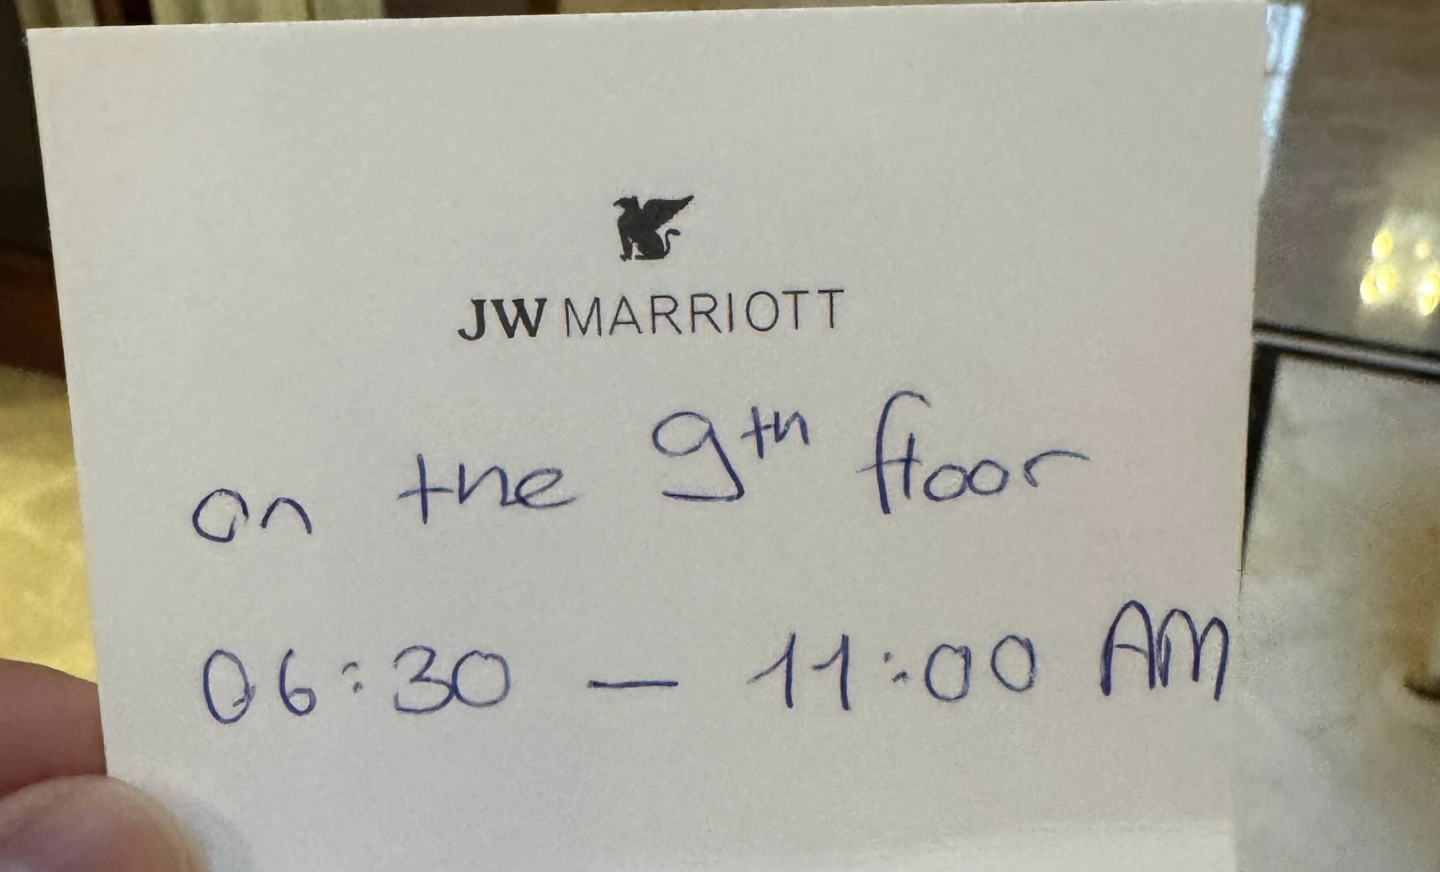 JW MARRIOTT
on the 9th floor
06:30 — 11:00 AM